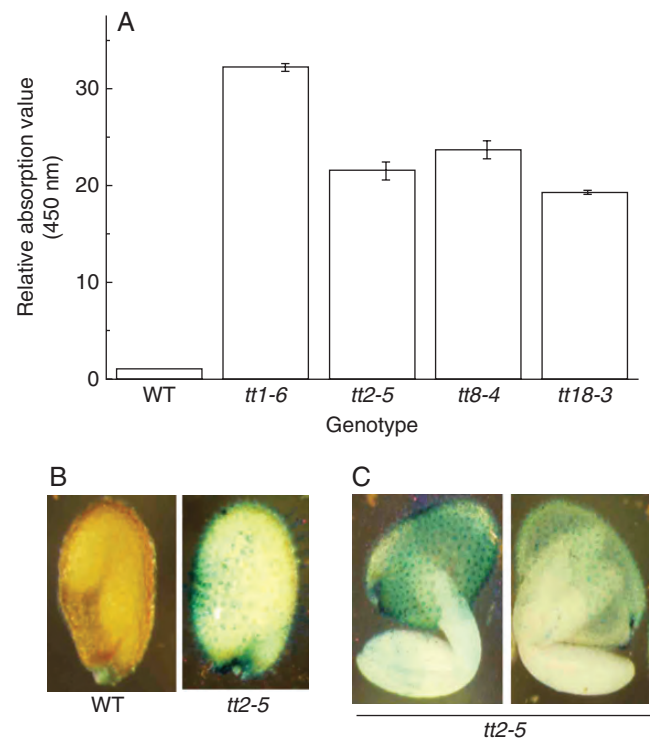 A
Relative absorption value
(450 nm)
30
20
10
0
WT tt1-6 tt2-5 tt8-4 tt18-3
Genotype
B
WT tt2-5
C
tt2-5